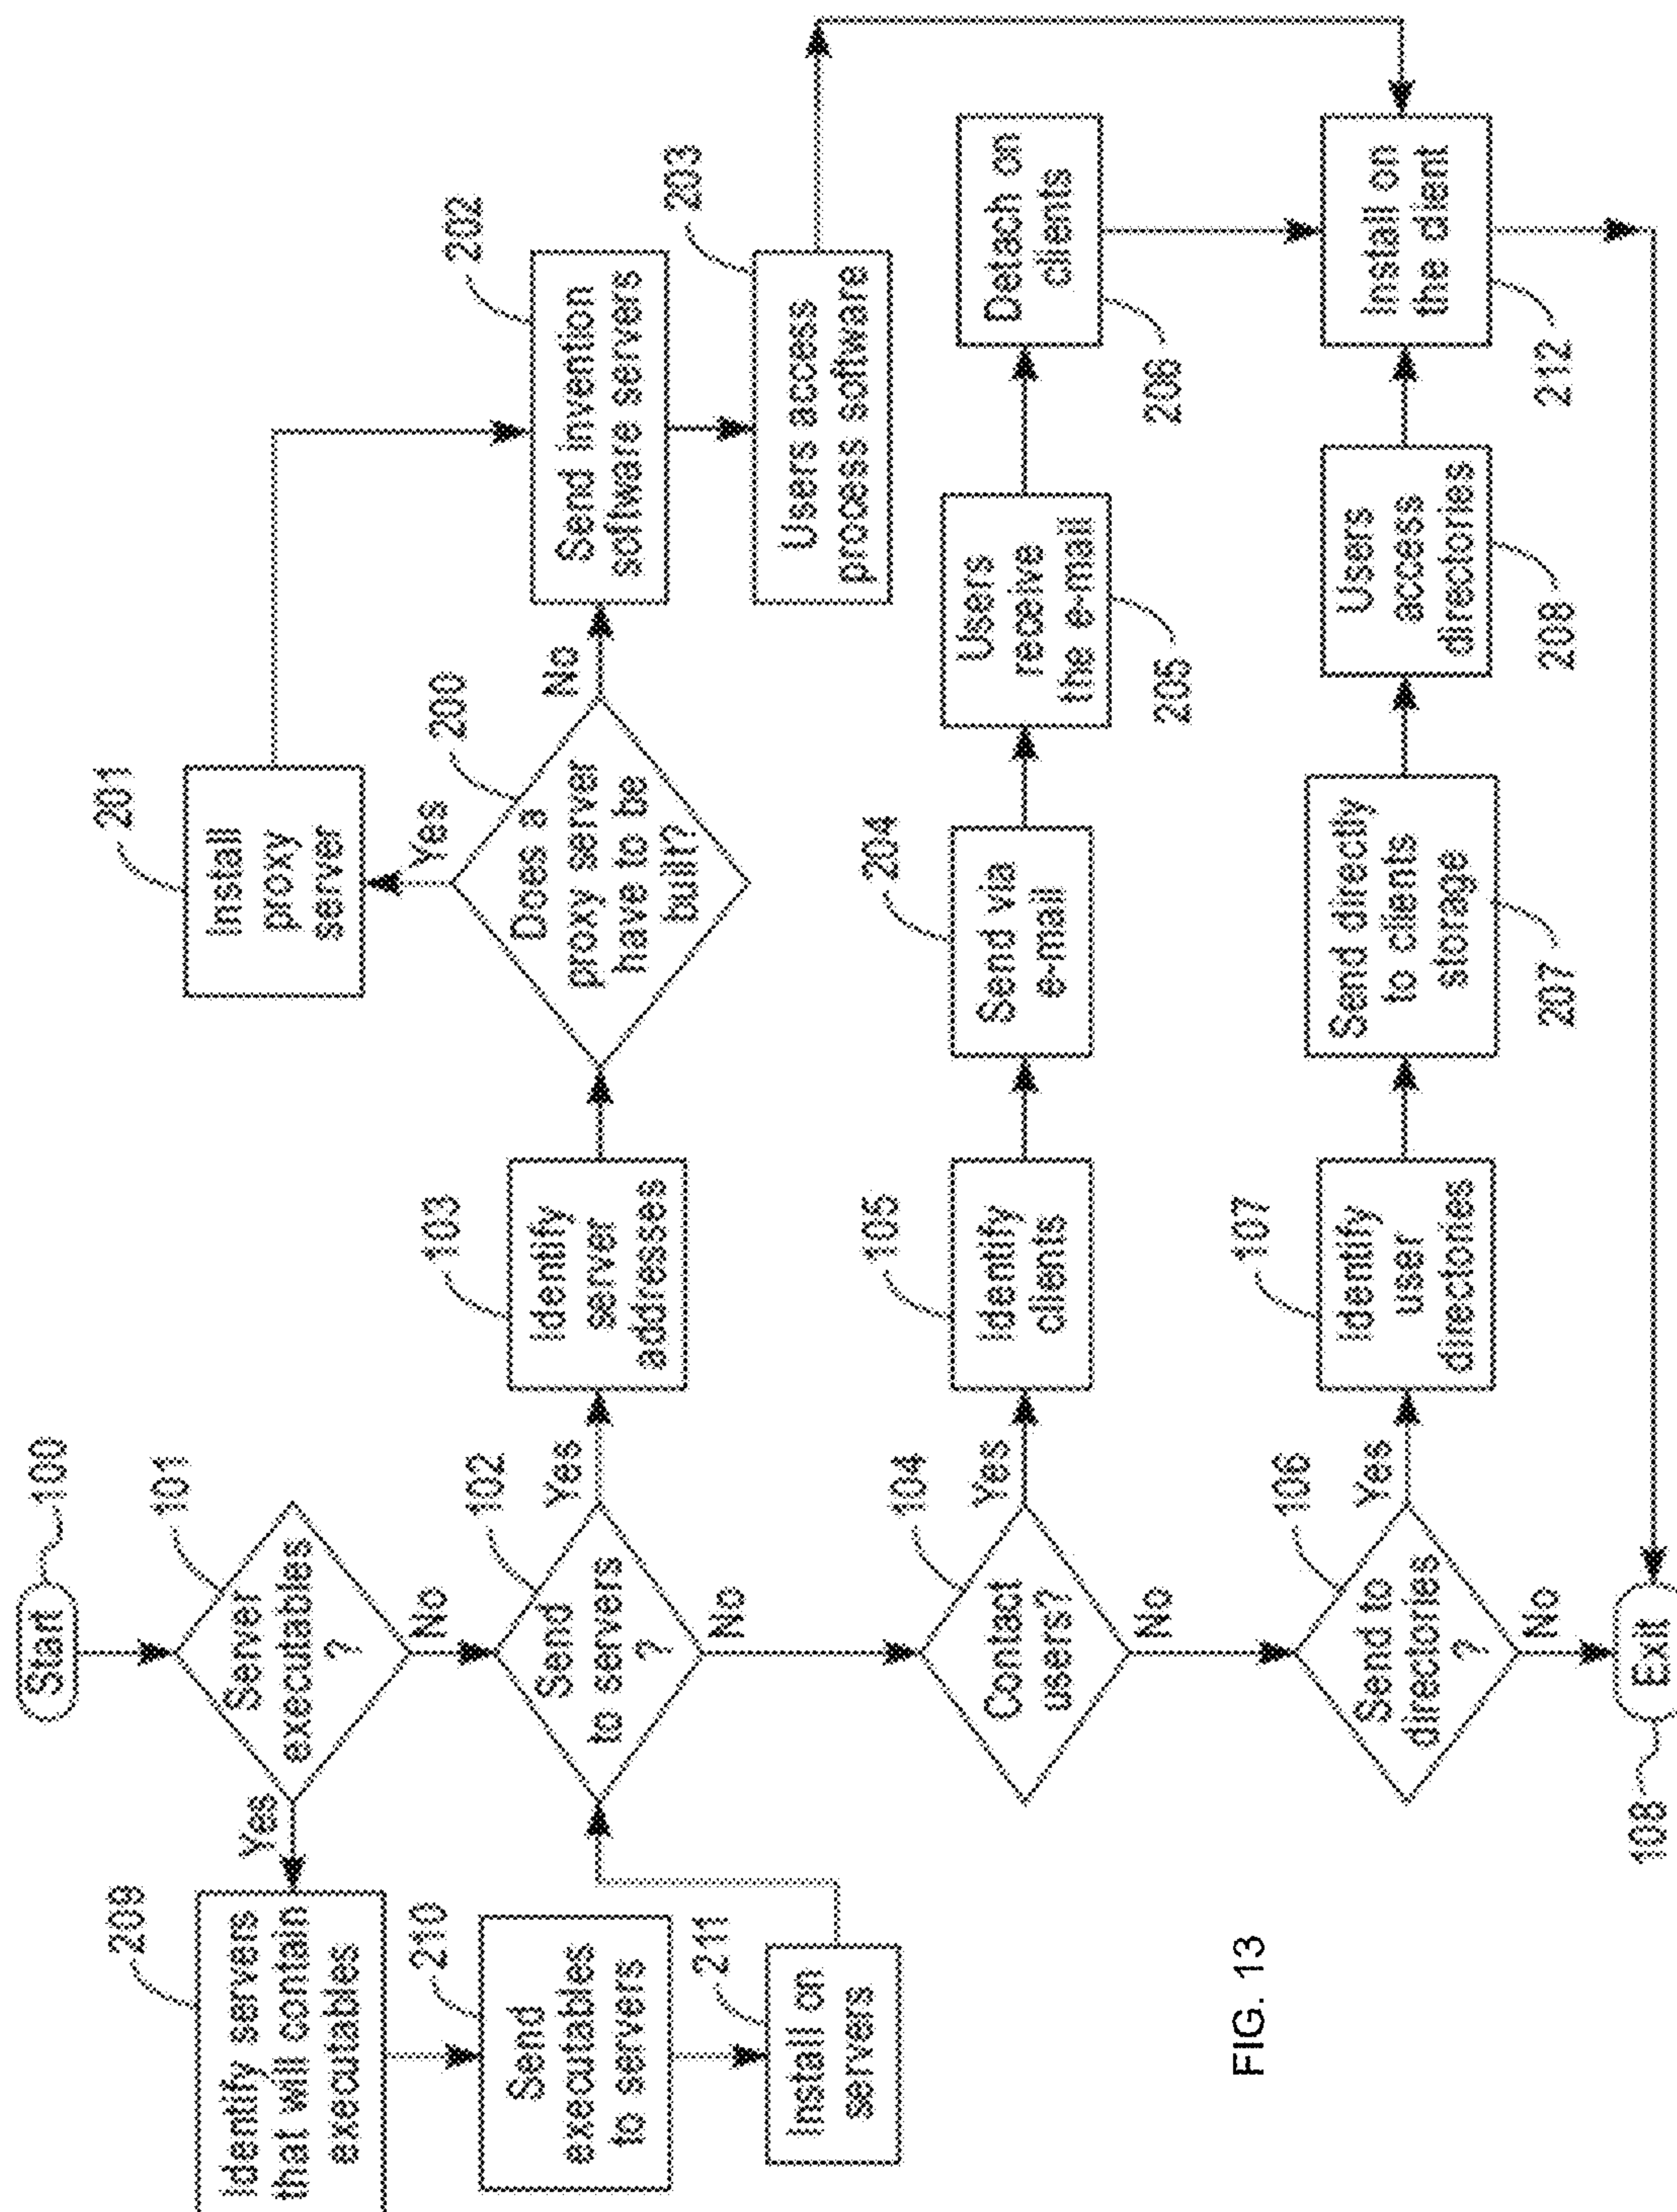 Start
100
Server
executables
?
101
Yes
No
Identify servers
that will contain
executables
209
Send
executables
to servers
210
Install on
servers
211
Send
to servers
?
102
Yes
No
Identify
server
addresses
103
Does a
proxy server
have to be
built?
200
Yes
No
Install
proxy
server
201
Send invention
software servers
202
Users access
process software
203
Contact
users?
104
Yes
No
Identify
clients
105
Send via
e-mail
204
Users
receive
the e-mail
205
Detach on
clients
206
Send to
directories
?
106
Yes
No
Identify
user
directories
107
Send directly
to clients
storage
207
Users
access
directories
208
Install on
the client
212
Exit
108
FIG. 13